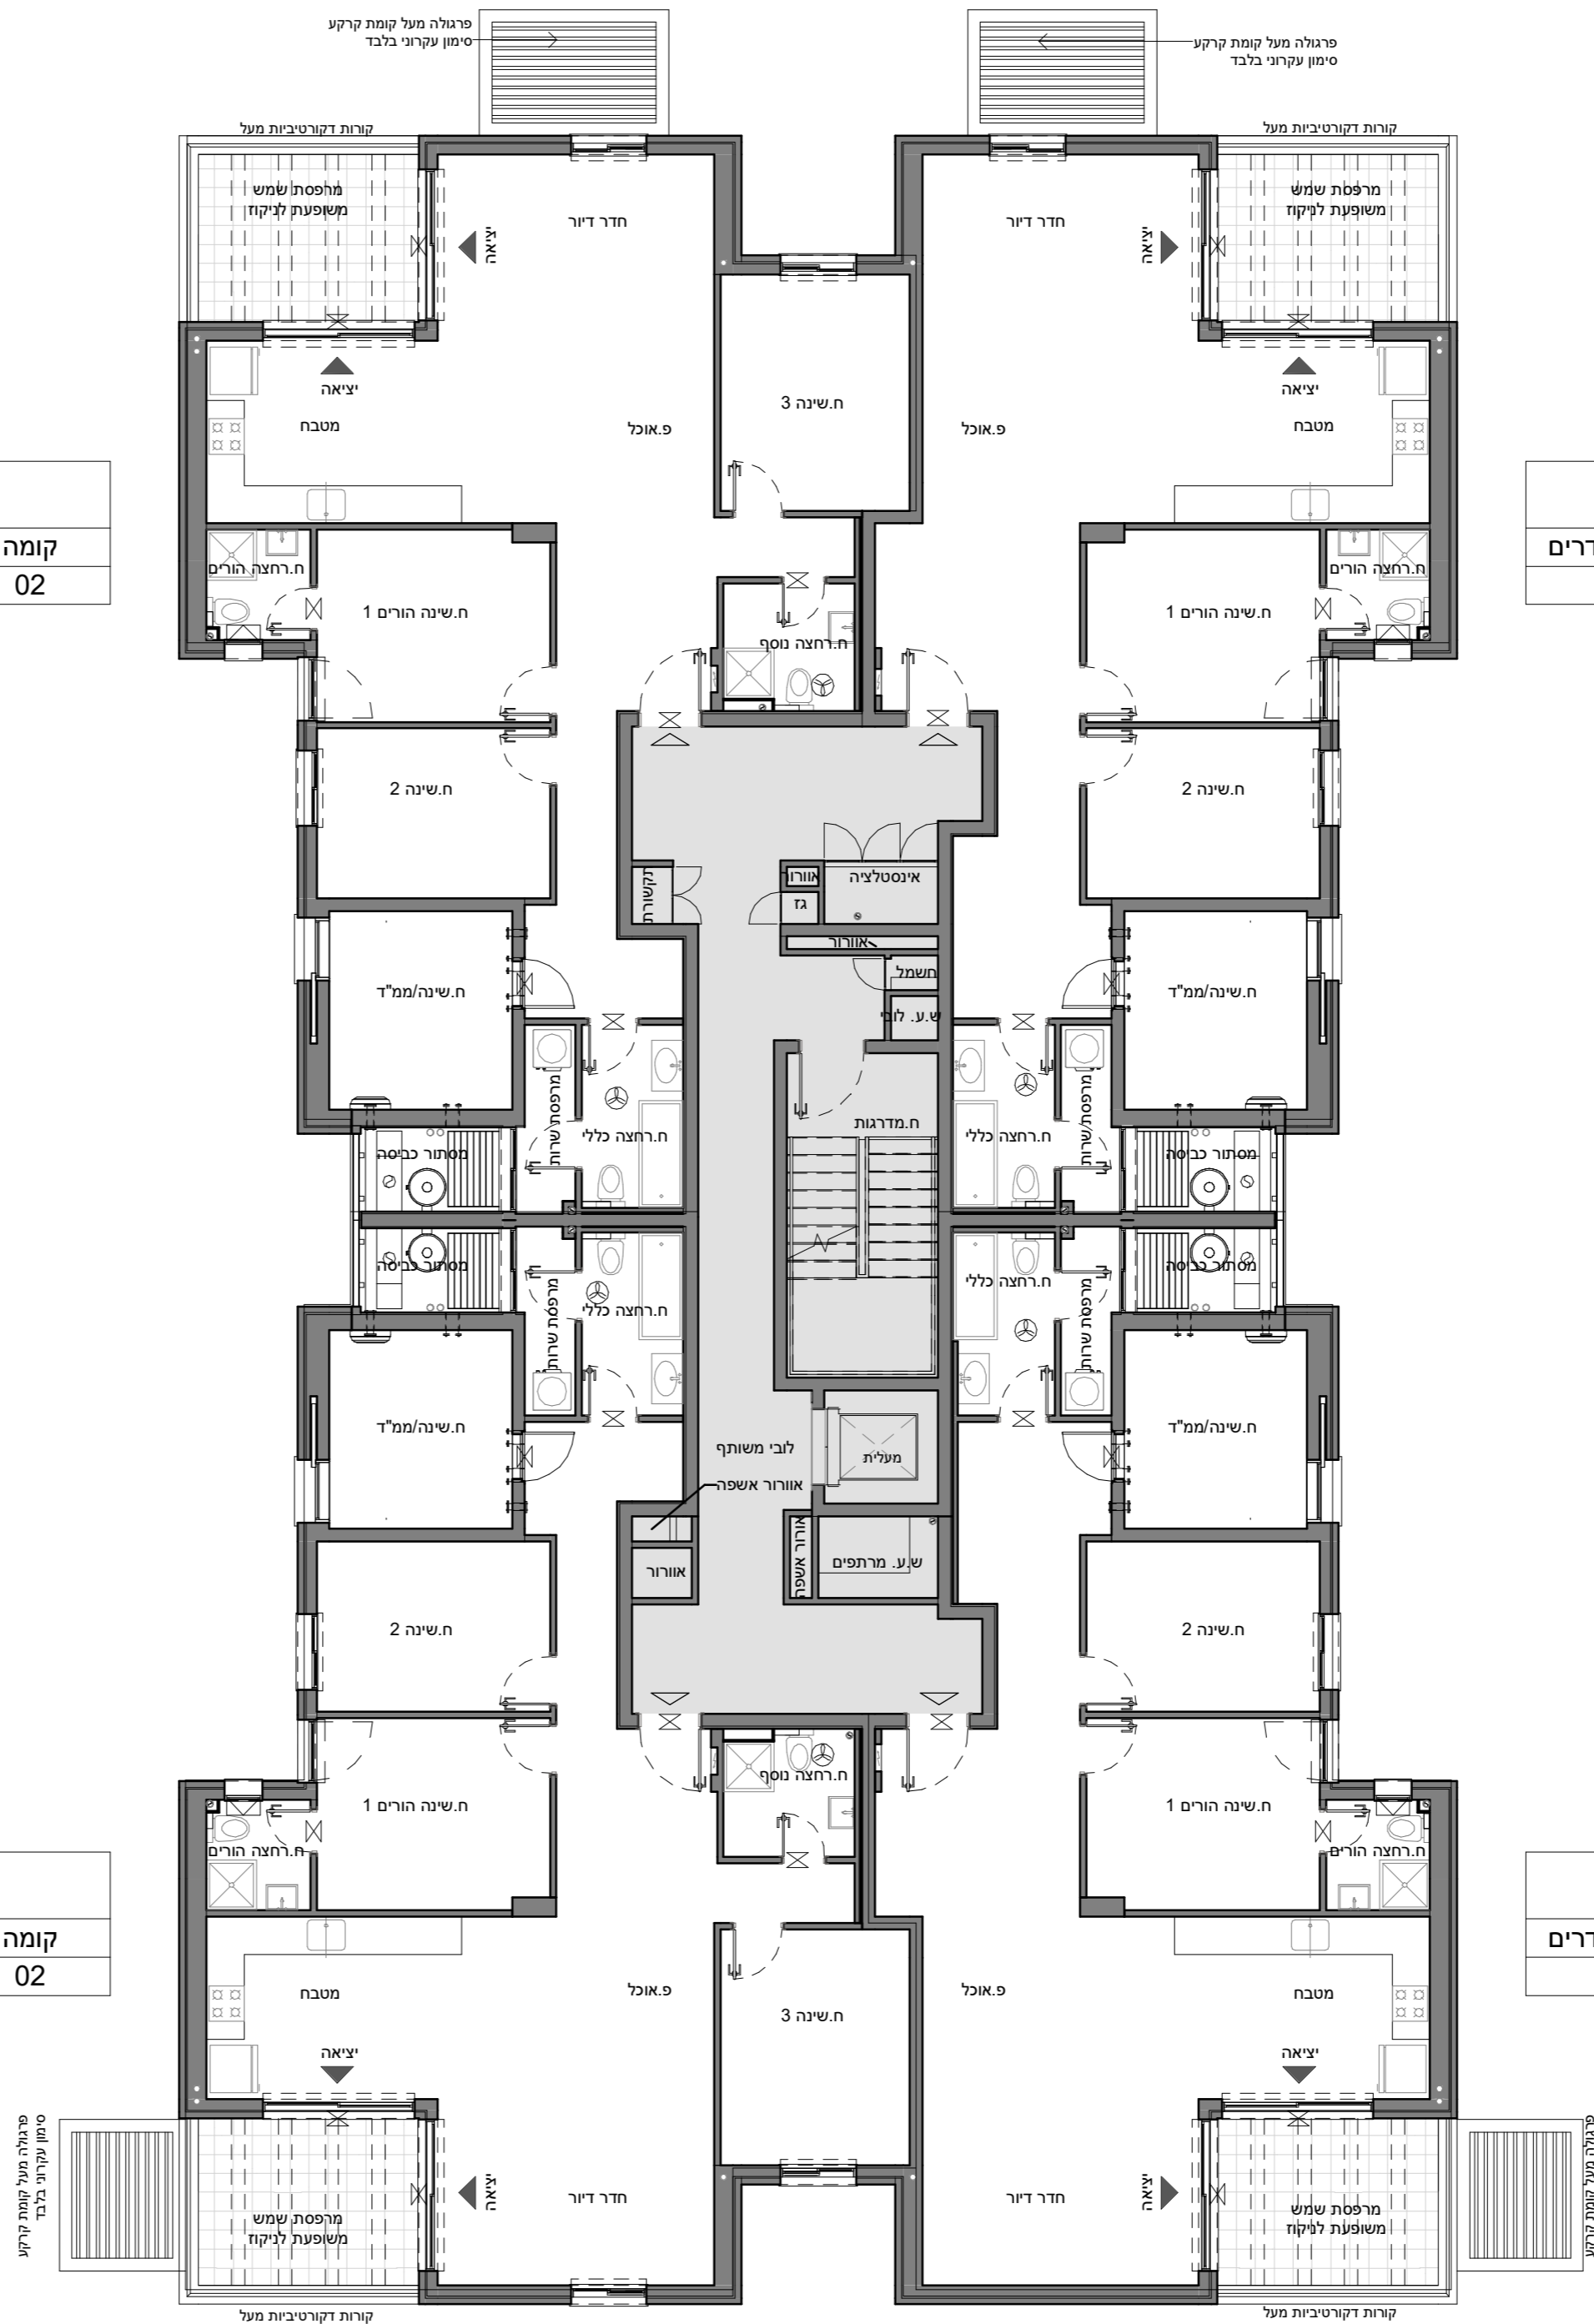 פרגולה מעל קומת קרקע
סימון עקרוני בלבד
פרגולה מעל קומת קרקע
סימון עקרוני בלבד
קורות דקורטיביות מעל
קורות דקורטיביות מעל
מרפסת שמש
משופעת לניקוז
יציאה
חדר דיור
חדר דיור
יציאה
מרפסת שמש
משופעת לניקוז
יציאה
מטבח
פ.אוכל
ח.שינה 3
פ.אוכל
יציאה
מטבח
קומה
02
דרים
ח.רחצה הורים
ח.שינה הורים 1
ח.רחצה נוסף
ח.שינה הורים 1
ח.רחצה הורים
ח.שינה 2
ח.שינה 2
תקשורת
אוורור
גז
אינסטלציה
אוורור
חשמל
ש.ע. לובי
ח.שינה/ממ"ד
ח.שינה/ממ"ד
מרפסת שרות
ח.רחצה כללי
ח.מדרגות
ח.רחצה כללי
מרפסת שרות
מסתור כביסה
מסתור כביסה
מסתור כביסה
מסתור כביסה
מרפסת שרות
ח.רחצה כללי
ח.רחצה כללי
מרפסת שרות
ח.שינה/ממ"ד
ח.שינה/ממ"ד
לובי משותף
מעלית
אוורור אשפה
אוורור
אורור אשפה
ש.ע. מרתפים
ח.שינה 2
ח.שינה 2
ח.רחצה הורים
ח.שינה הורים 1
ח.רחצה נוסף
ח.שינה הורים 1
ח.רחצה הורים
קומה
02
דרים
מטבח
פ.אוכל
ח.שינה 3
פ.אוכל
מטבח
יציאה
יציאה
פרגולה מעל קומת קרקע
סימון עקרוני בלבד
מרפסת שמש
משופעת לניקוז
יציאה
חדר דיור
חדר דיור
יציאה
מרפסת שמש
משופעת לניקוז
פרגולה מעל קומת קרקע
קורות דקורטיביות מעל
קורות דקורטיביות מעל